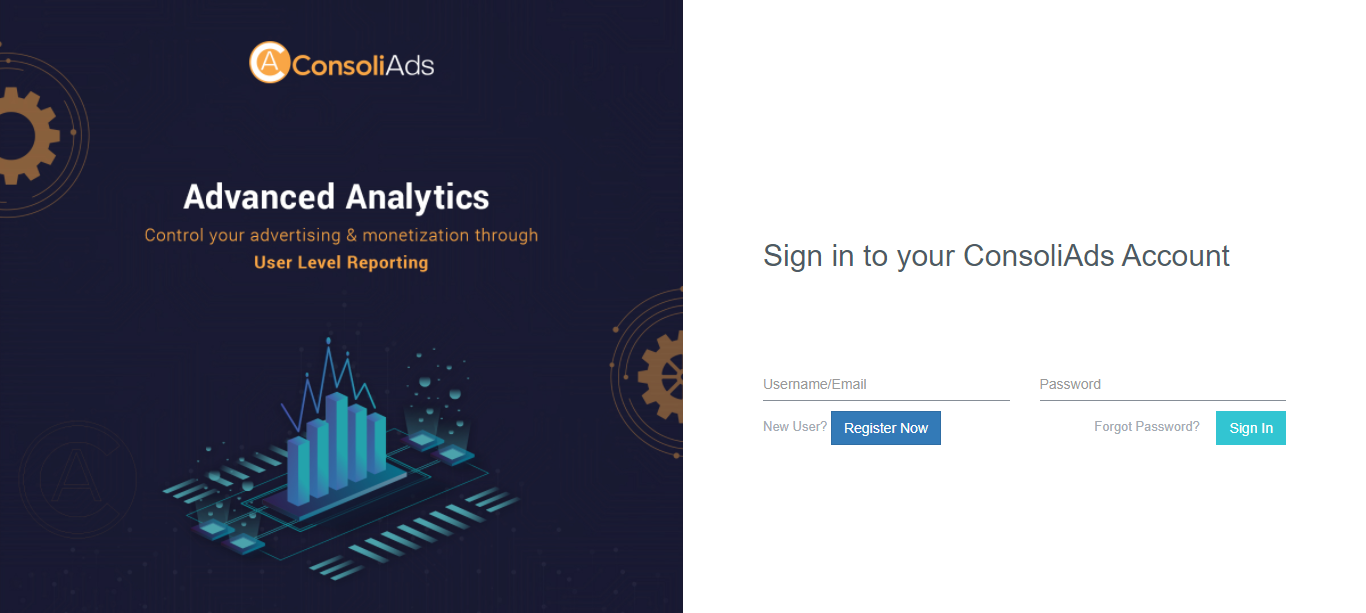 ConsoliAds
Advanced Analytics
Control your advertising & monetization through
User Level Reporting
Sign in to your ConsoliAds Account
Username/Email
Password
New User? Register Now
Forgot Password? Sign In